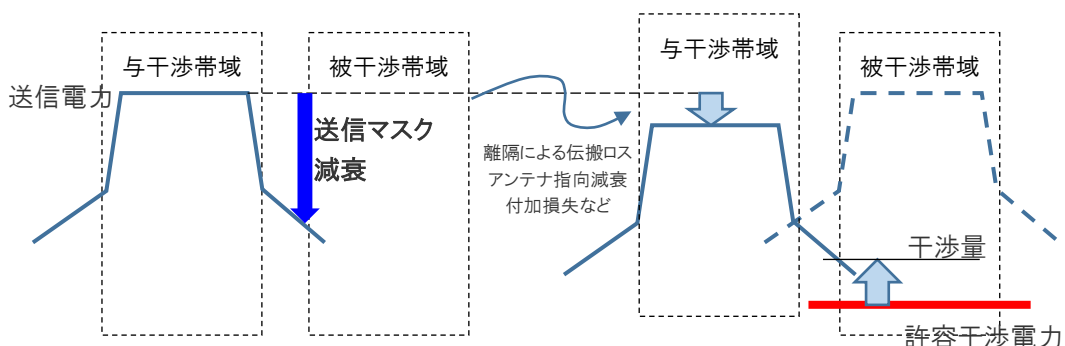 与干渉帯域
被干渉帯域
送信電力
送信マスク
減衰
離隔による伝搬ロス
アンテナ指向減衰
付加損失など
与干渉帯域
被干渉帯域
干渉量
許容干渉電力